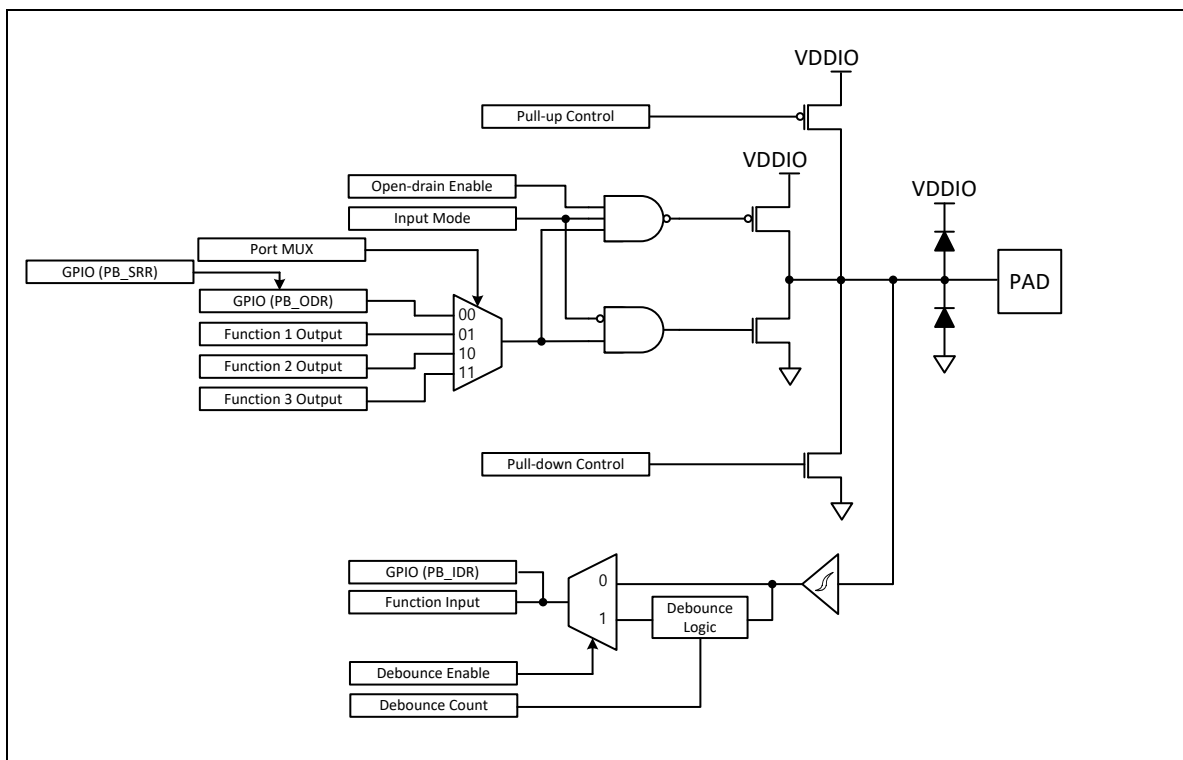 VDDIO
Pull-up Control
VDDIO
Open-drain Enable
VDDIO
Input Mode
Port MUX
GPIO (PB_SRR)
PAD
GPIO (PB_ODR)
00
Function 1 Output
01
Function 2 Output
10
11
Function 3 Output
Pull-down Control
GPIO (PB_IDR)
0
Function Input
1
Debounce
Logic
Debounce Enable
Debounce Count